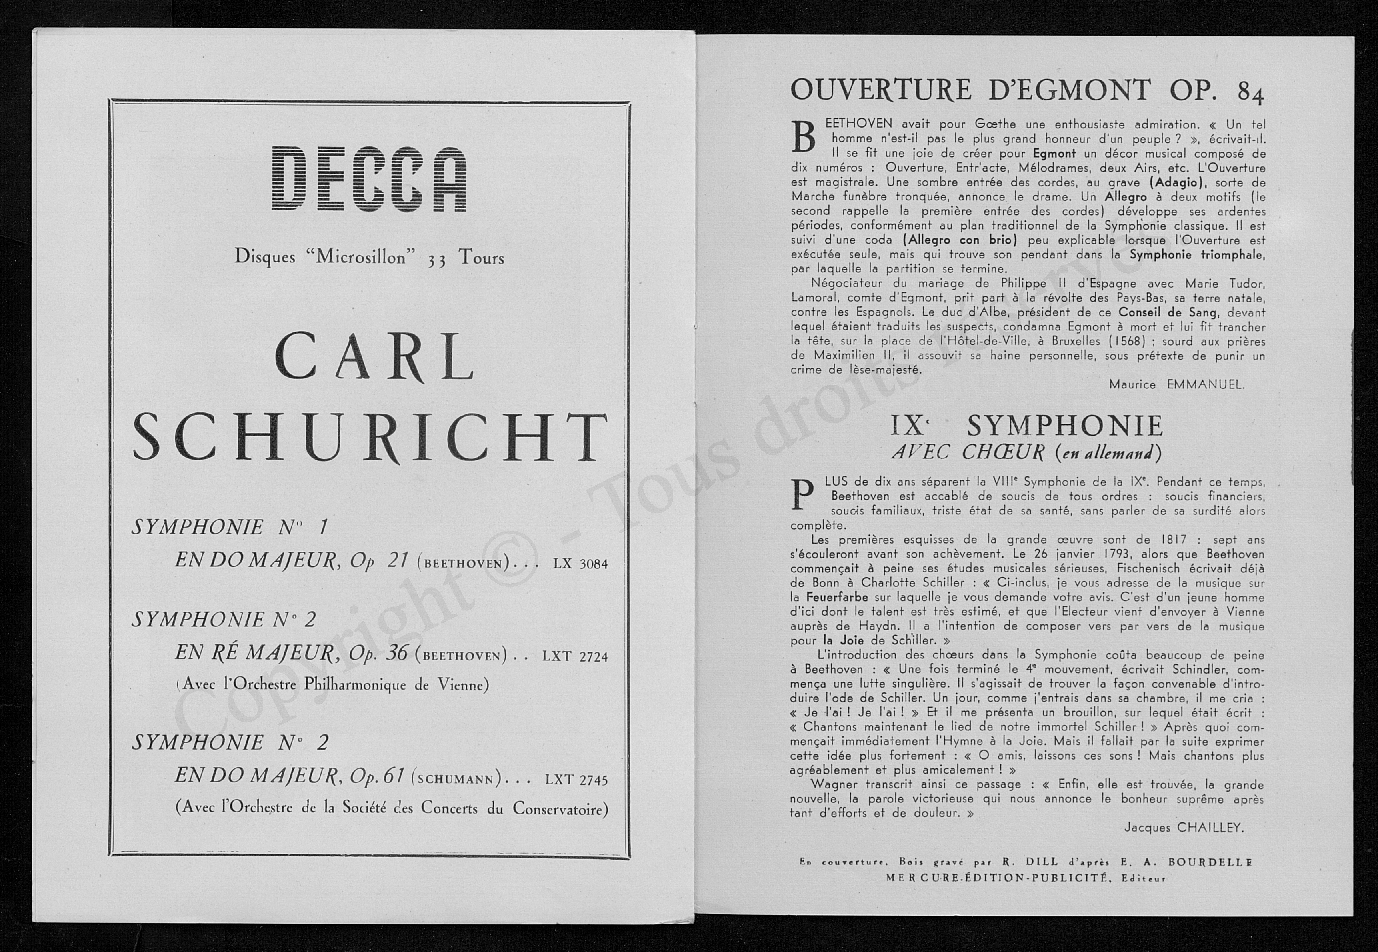 DECCA
Disques "Microsillon" 33 Tours
CARL
SCHURICHT
SYMPHONIE N° 1
EN DO MAJEUR, Op 21 (BEETHOVEN)... LX 3084
SYMPHONIE N° 2
EN RÉ MAJEUR, Op. 36 (BEETHOVEN) .. LXT 2724
(Avec l'Orchestre Philharmonique de Vienne)
SYMPHONIE N° 2
EN DO MAJEUR, Op. 61 (SCHUMANN)... LXT 2745
(Avec l'Orchestre de la Société des Concerts du Conservatoire)
OUVERTURE D'EGMONT OP. 84
BEETHOVEN avait pour Gœthe une enthousiaste admiration. « Un tel
homme n'est-il pas le plus grand honneur d'un peuple ? », écrivait-il.
Il se fit une joie de créer pour Egmont un décor musical composé de
dix numéros : Ouverture, Entr'acte, Mélodrames, deux Airs, etc. L'Ouverture
est magistrale. Une sombre entrée des cordes, au grave (Adagio), sorte de
Marche funèbre tronquée, annonce le drame. Un Allegro à deux motifs (le
second rappelle la première entrée des cordes) développe ses ardentes
périodes, conformément au plan traditionnel de la Symphonie classique. Il est
suivi d'une coda (Allegro con brio) peu explicable lorsque l'Ouverture est
exécutée seule, mais qui trouve son pendant dans la Symphonie triomphale,
par laquelle la partition se termine.
Négociateur du mariage de Philippe II d'Espagne avec Marie Tudor,
Lamoral, comte d'Egmont, prit part à la révolte des Pays-Bas, sa terre natale,
contre les Espagnols. Le duc d'Albe, président de ce Conseil de Sang, devant
lequel étaient traduits les suspects, condamna Egmont à mort et lui fit trancher
la tête, sur la place de l'Hôtel-de-Ville, à Bruxelles (1568) ; sourd aux prières
de Maximilien II, il assouvit sa haine personnelle, sous prétexte de punir un
crime de lèse-majesté.
Maurice EMMANUEL.
IXe SYMPHONIE
AVEC CHŒUR (en allemand)
PLUS de dix ans séparent la VIIIe Symphonie de la IXe. Pendant ce temps,
Beethoven est accablé de soucis de tous ordres : soucis financiers,
soucis familiaux, triste état de sa santé, sans parler de sa surdité alors
complète.
Les premières esquisses de la grande œuvre sont de 1817 : sept ans
s'écouleront avant son achèvement. Le 26 janvier 1793, alors que Beethoven
commençait à peine ses études musicales sérieuses, Fischenisch écrivait déjà
de Bonn à Charlotte Schiller : « Ci-inclus, je vous adresse de la musique sur
la Feuerfarbe sur laquelle je vous demande votre avis. C'est d'un jeune homme
d'ici dont le talent est très estimé, et que l'Electeur vient d'envoyer à Vienne
auprès de Haydn. Il a l'intention de composer vers par vers de la musique
pour la Joie de Schiller. »
L'introduction des chœurs dans la Symphonie coûta beaucoup de peine
à Beethoven : « Une fois terminé le 4e mouvement, écrivait Schindler, com-
mença une lutte singulière. Il s'agissait de trouver la façon convenable d'intro-
duire l'ode de Schiller. Un jour, comme j'entrais dans sa chambre, il me cria :
« Je l'ai ! Je l'ai ! » Et il me présenta un brouillon, sur lequel était écrit :
« Chantons maintenant le lied de notre immortel Schiller ! » Après quoi com-
mençait immédiatement l'Hymne à la Joie. Mais il fallait par la suite exprimer
cette idée plus fortement : « O amis, laissons ces sons ! Mais chantons plus
agréablement et plus amicalement ! »
Wagner transcrit ainsi ce passage : « Enfin, elle est trouvée, la grande
nouvelle, la parole victorieuse qui nous annonce le bonheur suprême après
tant d'efforts et de douleur. »
Jacques CHAILLEY.
En couverture, Bois gravé par R. DILL d'après E. A. BOURDELLE
MERCURE-ÉDITION-PUBLICITÉ, Editeur
Copyright © - Tous droits réservés